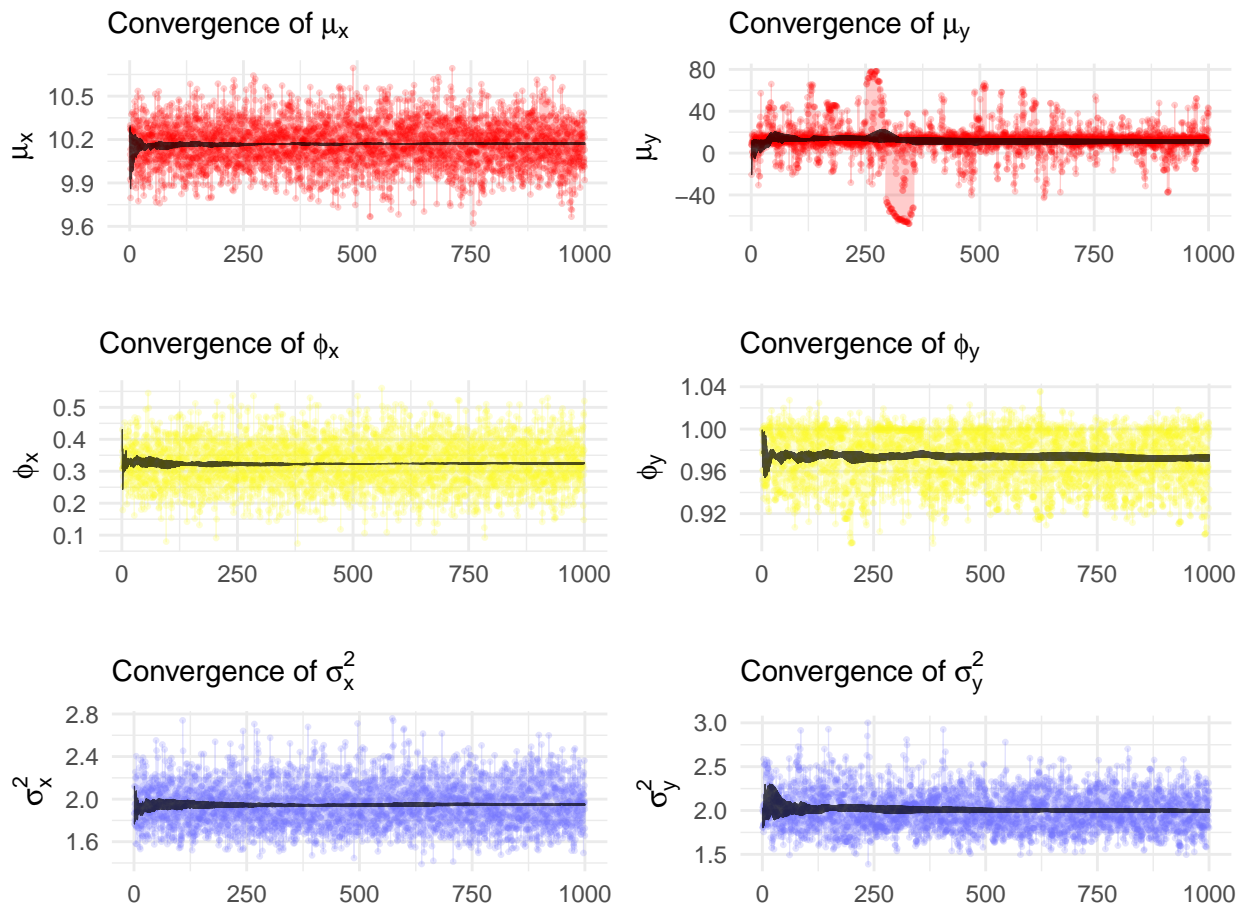 Convergence of μx
Convergence of μy
μx
10.5
10.2
9.9
9.6
0 250 500 750 1000
μy
80
40
0
−40
0 250 500 750 1000
Convergence of ϕx
Convergence of ϕy
ϕx
0.5
0.4
0.3
0.2
0.1
0 250 500 750 1000
ϕy
1.04
1.00
0.96
0.92
0 250 500 750 1000
Convergence of σ²x
Convergence of σ²y
σ²x
2.8
2.4
2.0
1.6
0 250 500 750 1000
σ²y
3.0
2.5
2.0
1.5
0 250 500 750 1000